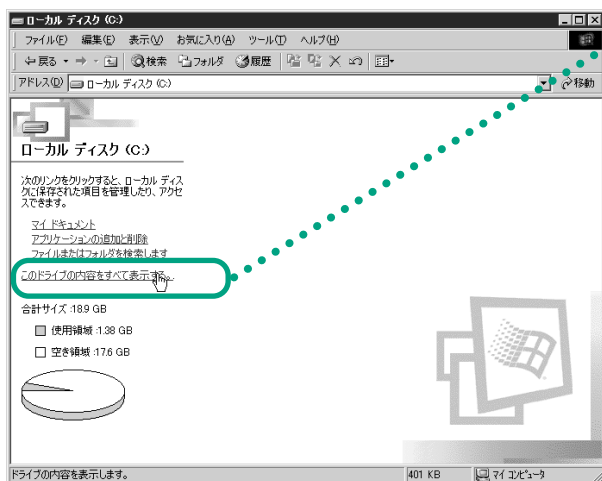 ローカル ディスク (C:)
ファイル(F) 編集(E) 表示(V) お気に入り(A) ツール(T) ヘルプ(H)
戻る 検索 フォルダ 履歴
アドレス(D) ローカル ディスク (C:) 移動
ローカル ディスク (C:)
次のリンクをクリックすると、ローカル ディス
クに保存された項目を管理したり、アクセ
スできます。
マイ ドキュメント
アプリケーションの追加と削除
ファイルまたはフォルダを検索します
このドライブの内容をすべて表示する。
合計サイズ :18.9 GB
使用領域 :1.38 GB
空き領域 :17.6 GB
ドライブの内容を表示します。 401 KB マイ コンピュータ